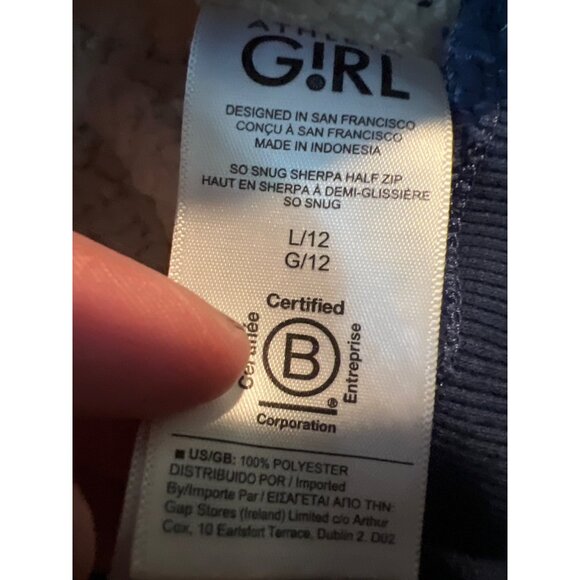 ATHLETA
G!RL
DESIGNED IN SAN FRANCISCO
CONÇU À SAN FRANCISCO
MADE IN INDONESIA
SO SNUG SHERPA HALF ZIP
HAUT EN SHERPA À DEMI-GLISSIÈRE
SO SNUG
L/12
G/12
Certified
Certifiée
B
Entreprise
®
Corporation
■ US/GB: 100% POLYESTER
DISTRIBUIDO POR / Imported
By/Importe Par / ΕΙΣΑΓΕΤΑΙ ΑΠΟ ΤΗΝ
Gap Stores (Ireland) Limited c/o Arthur
Cox, 10 Earlsfort Terrace, Dublin 2, D02